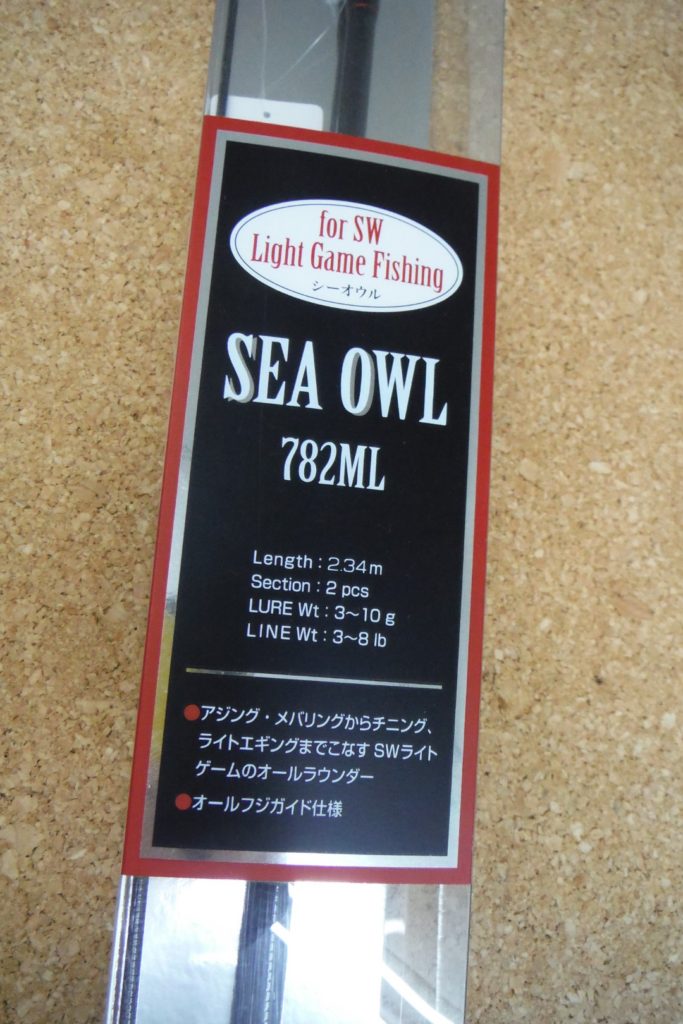 for SW
Light Game Fishing
シーオウル
SEA OWL
782ML
Length : 2.34m
Section : 2 pcs
LURE Wt : 3〜10 g
LINE Wt : 3〜8 lb
●アジング・メバリングからチニング、
ライトエギングまでこなす SWライト
ゲームのオールラウンダー
●オールフジガイド仕様